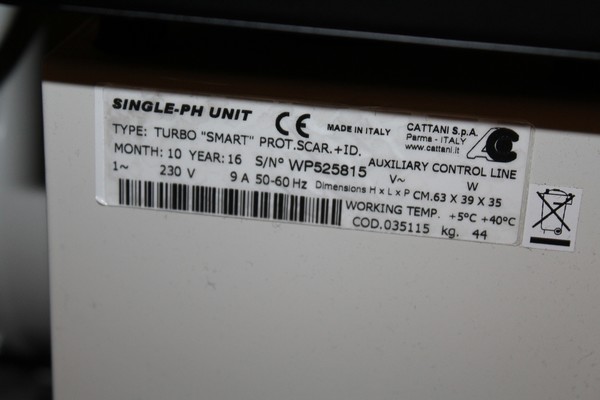 SINGLE-PH UNIT
CE
MADE IN ITALY
CATTANI S.p.A.
Parma - ITALY
www.cattani.it
AC
TYPE: TURBO "SMART" PROT.SCAR.+ID.
MONTH: 10 YEAR: 16 S/N° WP525815
AUXILIARY CONTROL LINE
1~ 230 V 9 A 50-60 Hz
V~ W
Dimensions H x L x P CM.63 X 39 X 35
WORKING TEMP. +5°C +40°C
COD.035115 kg. 44